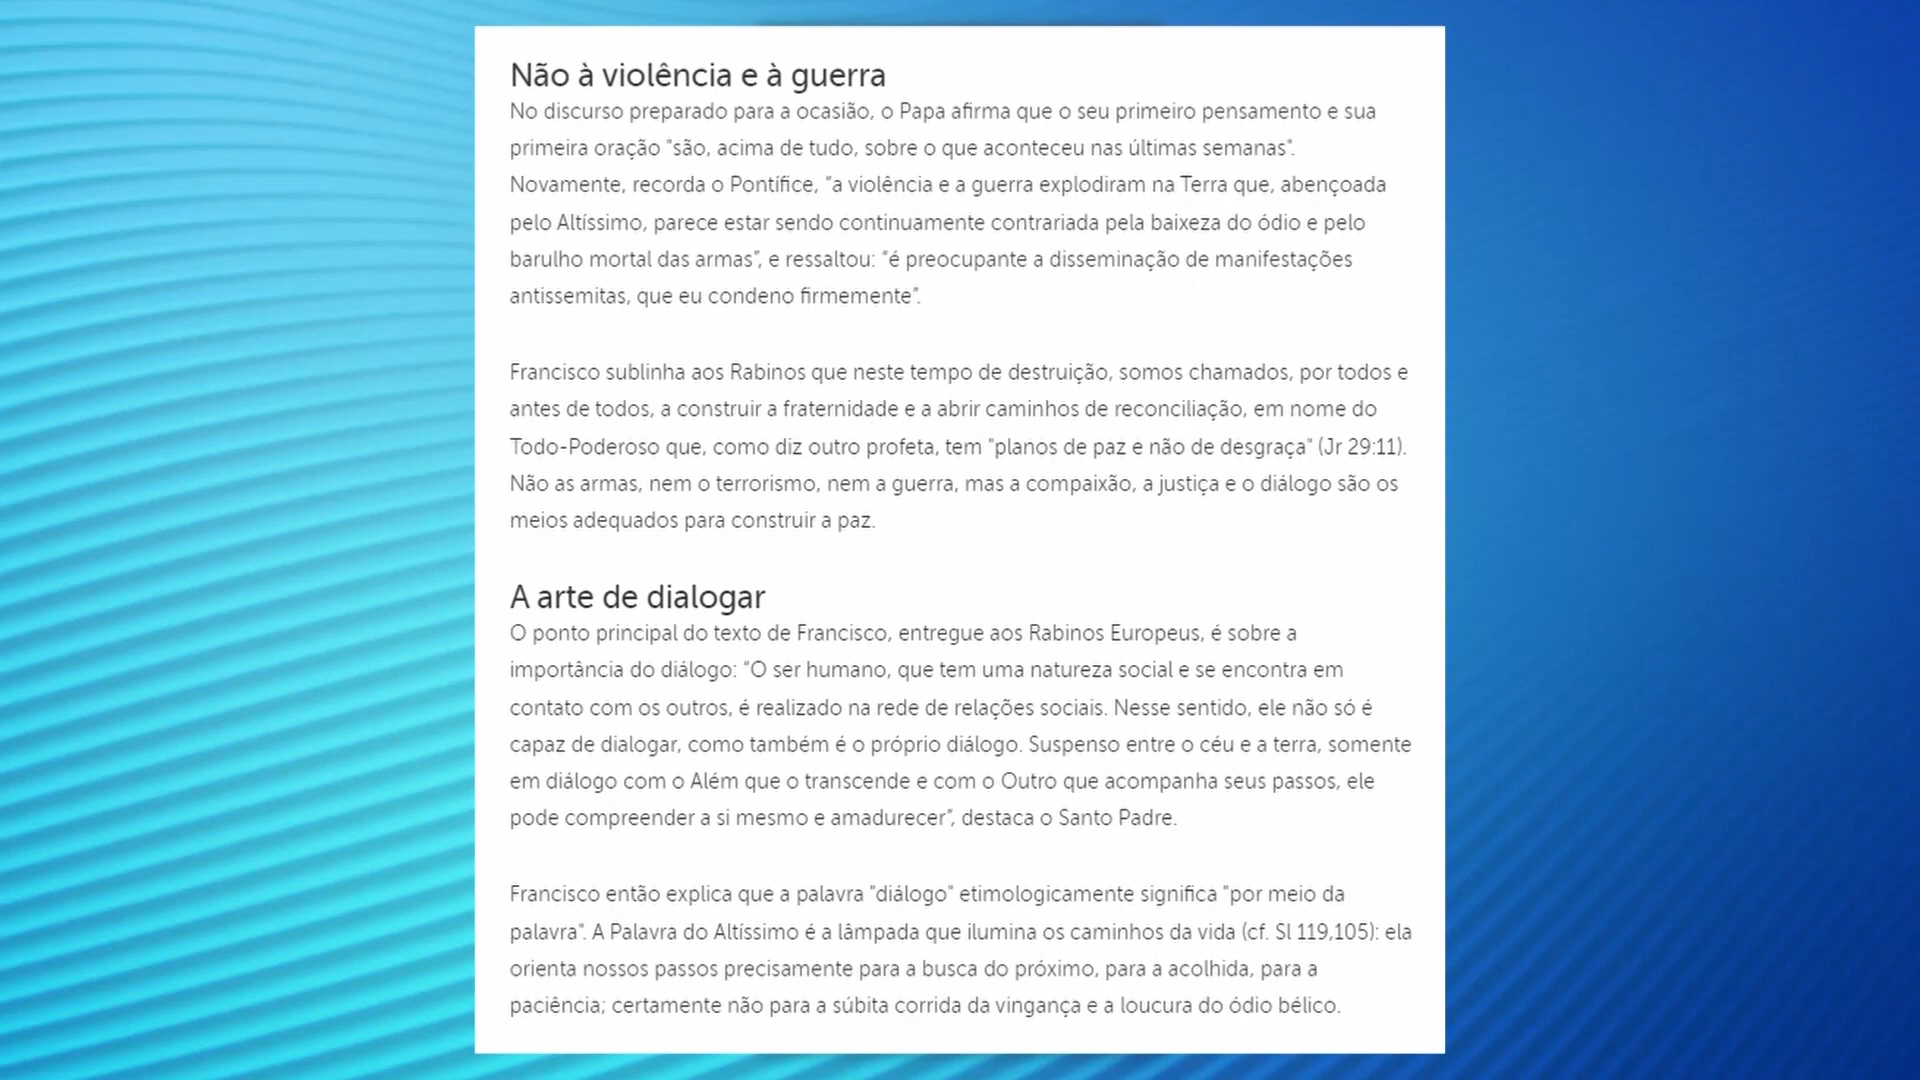 Não à violência e à guerra
No discurso preparado para a ocasião, o Papa afirma que o seu primeiro pensamento e sua
primeira oração "são, acima de tudo, sobre o que aconteceu nas últimas semanas".
Novamente, recorda o Pontífice, “a violência e a guerra explodiram na Terra que, abençoada
pelo Altíssimo, parece estar sendo continuamente contrariada pela baixeza do ódio e pelo
barulho mortal das armas”, e ressaltou: “é preocupante a disseminação de manifestações
antissemitas, que eu condeno firmemente”.
Francisco sublinha aos Rabinos que neste tempo de destruição, somos chamados, por todos e
antes de todos, a construir a fraternidade e a abrir caminhos de reconciliação, em nome do
Todo-Poderoso que, como diz outro profeta, tem "planos de paz e não de desgraça" (Jr 29:11).
Não as armas, nem o terrorismo, nem a guerra, mas a compaixão, a justiça e o diálogo são os
meios adequados para construir a paz.
A arte de dialogar
O ponto principal do texto de Francisco, entregue aos Rabinos Europeus, é sobre a
importância do diálogo: “O ser humano, que tem uma natureza social e se encontra em
contato com os outros, é realizado na rede de relações sociais. Nesse sentido, ele não só é
capaz de dialogar, como também é o próprio diálogo. Suspenso entre o céu e a terra, somente
em diálogo com o Além que o transcende e com o Outro que acompanha seus passos, ele
pode compreender a si mesmo e amadurecer”, destaca o Santo Padre.
Francisco então explica que a palavra "diálogo" etimologicamente significa "por meio da
palavra". A Palavra do Altíssimo é a lâmpada que ilumina os caminhos da vida (cf. Sl 119,105): ela
orienta nossos passos precisamente para a busca do próximo, para a acolhida, para a
paciência; certamente não para a súbita corrida da vingança e a loucura do ódio bélico.